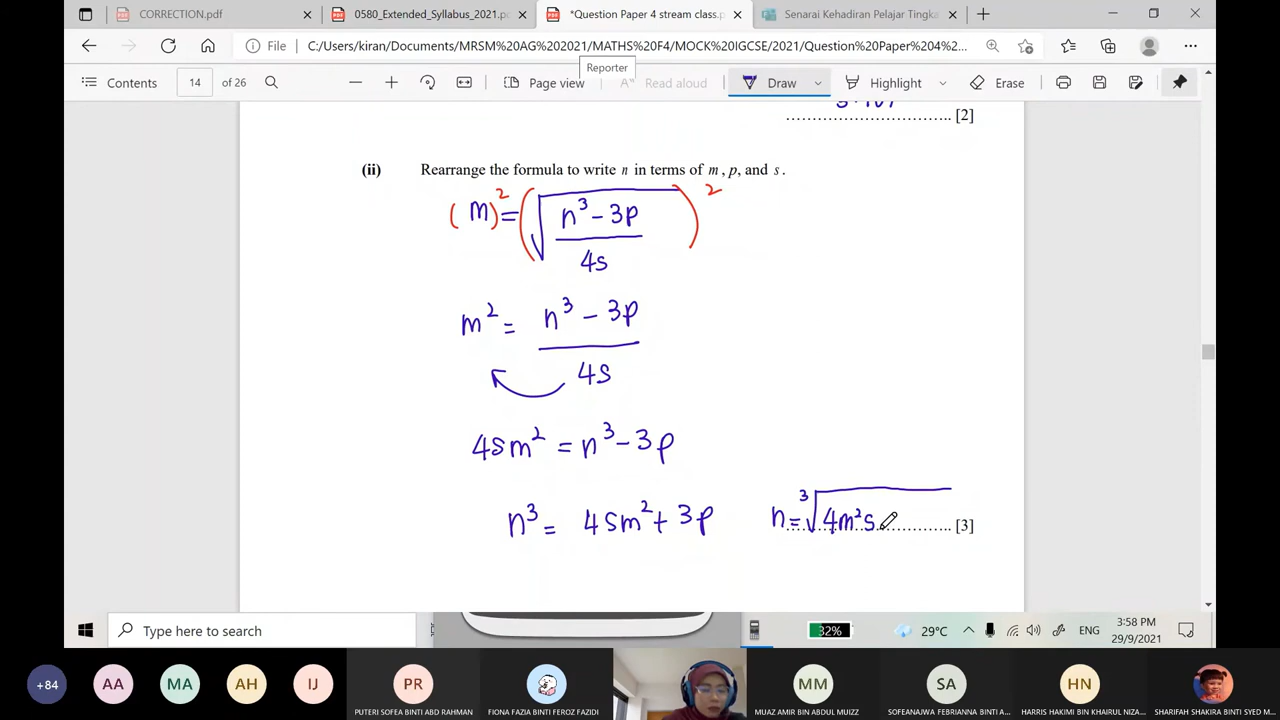 CORRECTION.pdf
0580_Extended_Syllabus_2021.p
*Question Paper 4 stream class.p
Senarai Kehadiran Pelajar Tingka
File
C:/Users/kiran/Documents/MRSM%20AG%202021/MATHS%20F4/MOCK%20IGCSE/2021/Question%20Paper%204%2...
Reporter
Contents
14
of 26
Page view
Read aloud
Draw
Highlight
Erase
[2]
(ii) Rearrange the formula to write n in terms of m , p, and s .
(m)² = (√((n³ − 3p)/4s))²
m² = (n³ − 3p)/4s
4sm² = n³ − 3p
n³ = 4sm² + 3p
n = ³√4m²s
[3]
Type here to search
32%
29°C
ENG
3:58 PM
29/9/2021
+84
AA
MA
AH
IJ
PR
MM
SA
HN
PUTERI SOFEA BINTI ABD RAHMAN
FIONA FAZIA BINTI FEROZ FAZIDI
MUAZ AMIR BIN ABDUL MUIZZ
SOFEANAJWA FEBRIANNA BINTI A...
HARRIS HAKIMI BIN KHAIRUL NIZA...
SHARIFAH SHAKIRA BINTI SYED M...